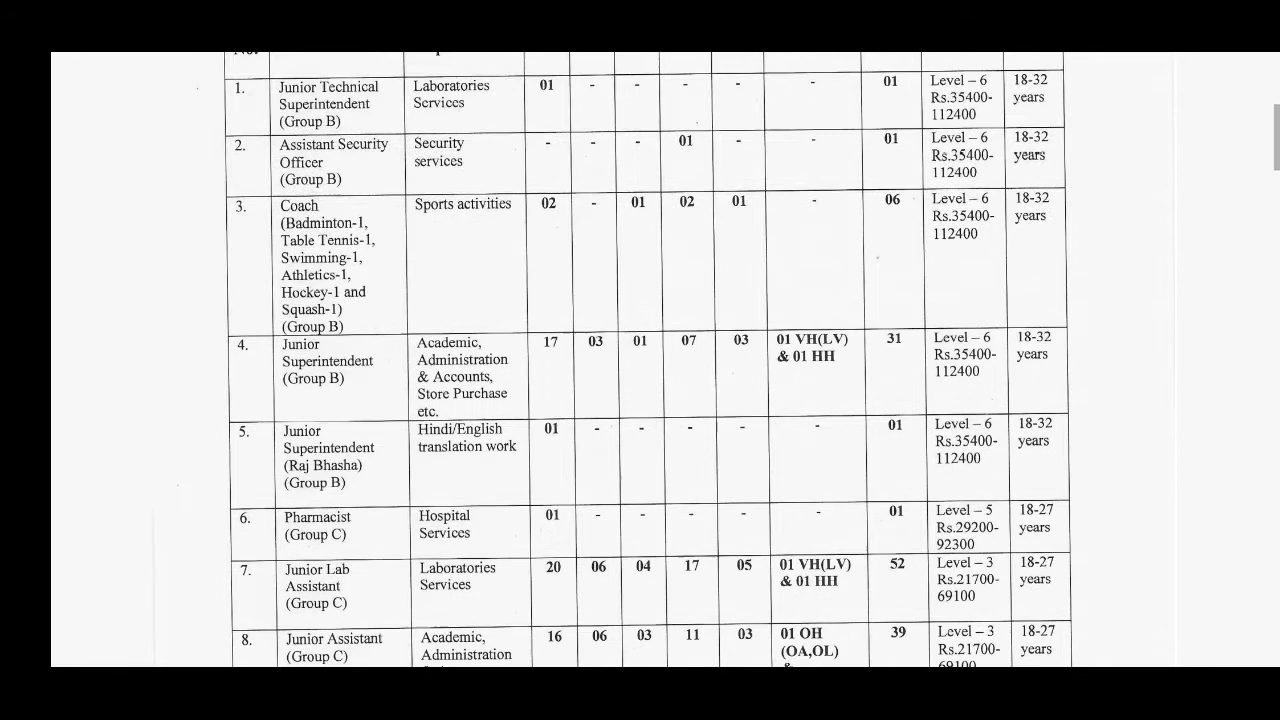 No.
1. Junior Technical Laboratories 01 - - - - - 01 Level – 6 18-32
Superintendent Services Rs.35400- years
(Group B) 112400
2. Assistant Security Security - - - 01 - - 01 Level – 6 18-32
Officer services Rs.35400- years
(Group B) 112400
3. Coach Sports activities 02 - 01 02 01 - 06 Level – 6 18-32
(Badminton-1, Rs.35400- years
Table Tennis-1, 112400
Swimming-1,
Athletics-1,
Hockey-1 and
Squash-1)
(Group B)
4. Junior Academic, 17 03 01 07 03 01 VH(LV) 31 Level – 6 18-32
Superintendent Administration & 01 HH Rs.35400- years
(Group B) & Accounts, 112400
Store Purchase
etc.
5. Junior Hindi/English 01 - - - - - 01 Level – 6 18-32
Superintendent translation work Rs.35400- years
(Raj Bhasha) 112400
(Group B)
6. Pharmacist Hospital 01 - - - - - 01 Level – 5 18-27
(Group C) Services Rs.29200- years
92300
7. Junior Lab Laboratories 20 06 04 17 05 01 VH(LV) 52 Level – 3 18-27
Assistant Services & 01 HH Rs.21700- years
(Group C) 69100
8. Junior Assistant Academic, 16 06 03 11 03 01 OH 39 Level – 3 18-27
(Group C) Administration (OA,OL) Rs.21700- years
& 69100